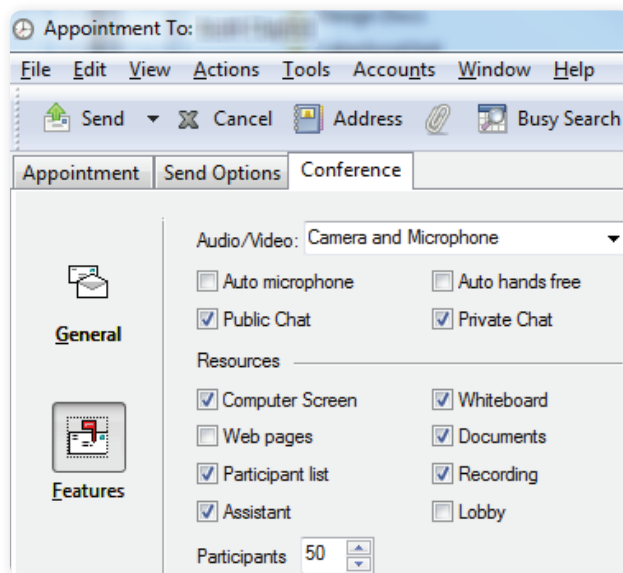 Appointment To:
File Edit View Actions Tools Accounts Window Help
Send Cancel Address Busy Search
Appointment Send Options Conference
Audio/Video: Camera and Microphone
Auto microphone Auto hands free
Public Chat Private Chat
General
Resources
Computer Screen Whiteboard
Web pages Documents
Participant list Recording
Features
Assistant Lobby
Participants 50